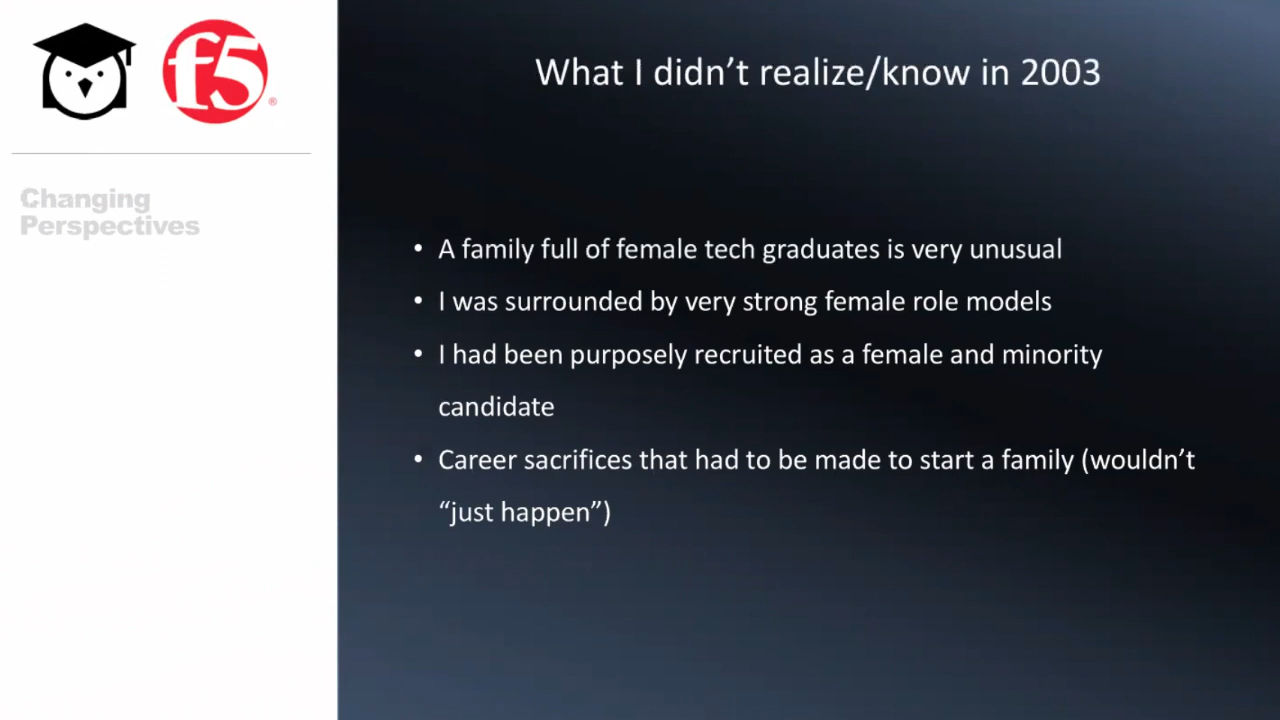 f5
®
Changing
Perspectives
What I didn’t realize/know in 2003
• A family full of female tech graduates is very unusual
• I was surrounded by very strong female role models
• I had been purposely recruited as a female and minority
candidate
• Career sacrifices that had to be made to start a family (wouldn’t
“just happen”)